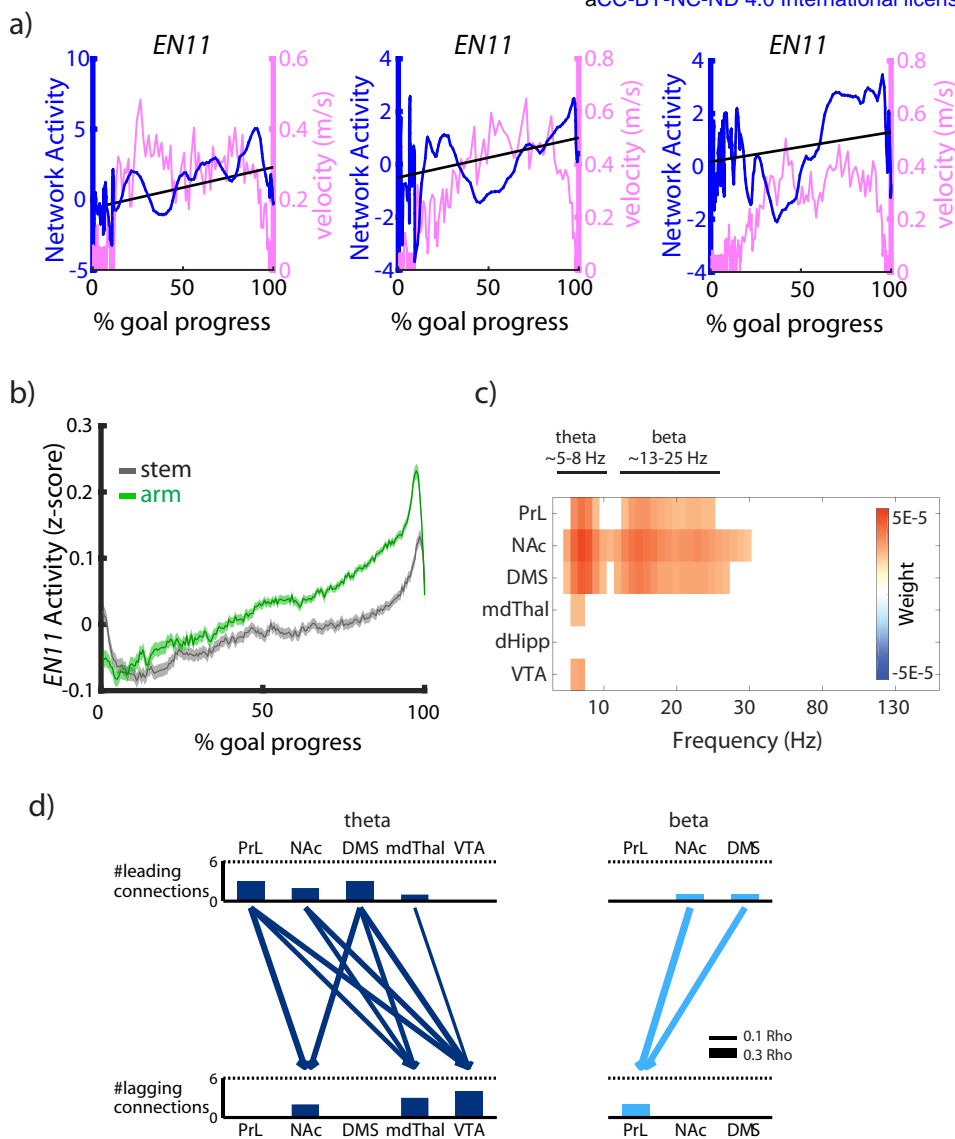 aCC-BY-NC-ND 4.0 International licens
a)
EN11
EN11
EN11
Network Activity
10
5
0
-5
0.6
0.4
0.2
0
velocity (m/s)
0
50
100
% goal progress
Network Activity
4
2
0
-2
-4
0.8
0.6
0.4
0.2
0
velocity (m/s)
0
50
100
% goal progress
Network Activity
4
2
0
-2
-4
0.8
0.6
0.4
0.2
0
velocity (m/s)
0
50
100
% goal progress
b)
EN11 Activity (z-score)
0.3
0.2
0.1
0
-0.1
stem
arm
0
50
100
% goal progress
c)
theta
~5-8 Hz
beta
~13-25 Hz
PrL
NAc
DMS
mdThal
dHipp
VTA
5E-5
Weight
-5E-5
10
20
30
80
130
Frequency (Hz)
d)
theta
PrL NAc DMS mdThal VTA
#leading
connections
6
0
#lagging
connections
6
0
PrL NAc DMS mdThal VTA
beta
PrL NAc DMS
0.1 Rho
0.3 Rho
PrL NAc DMS